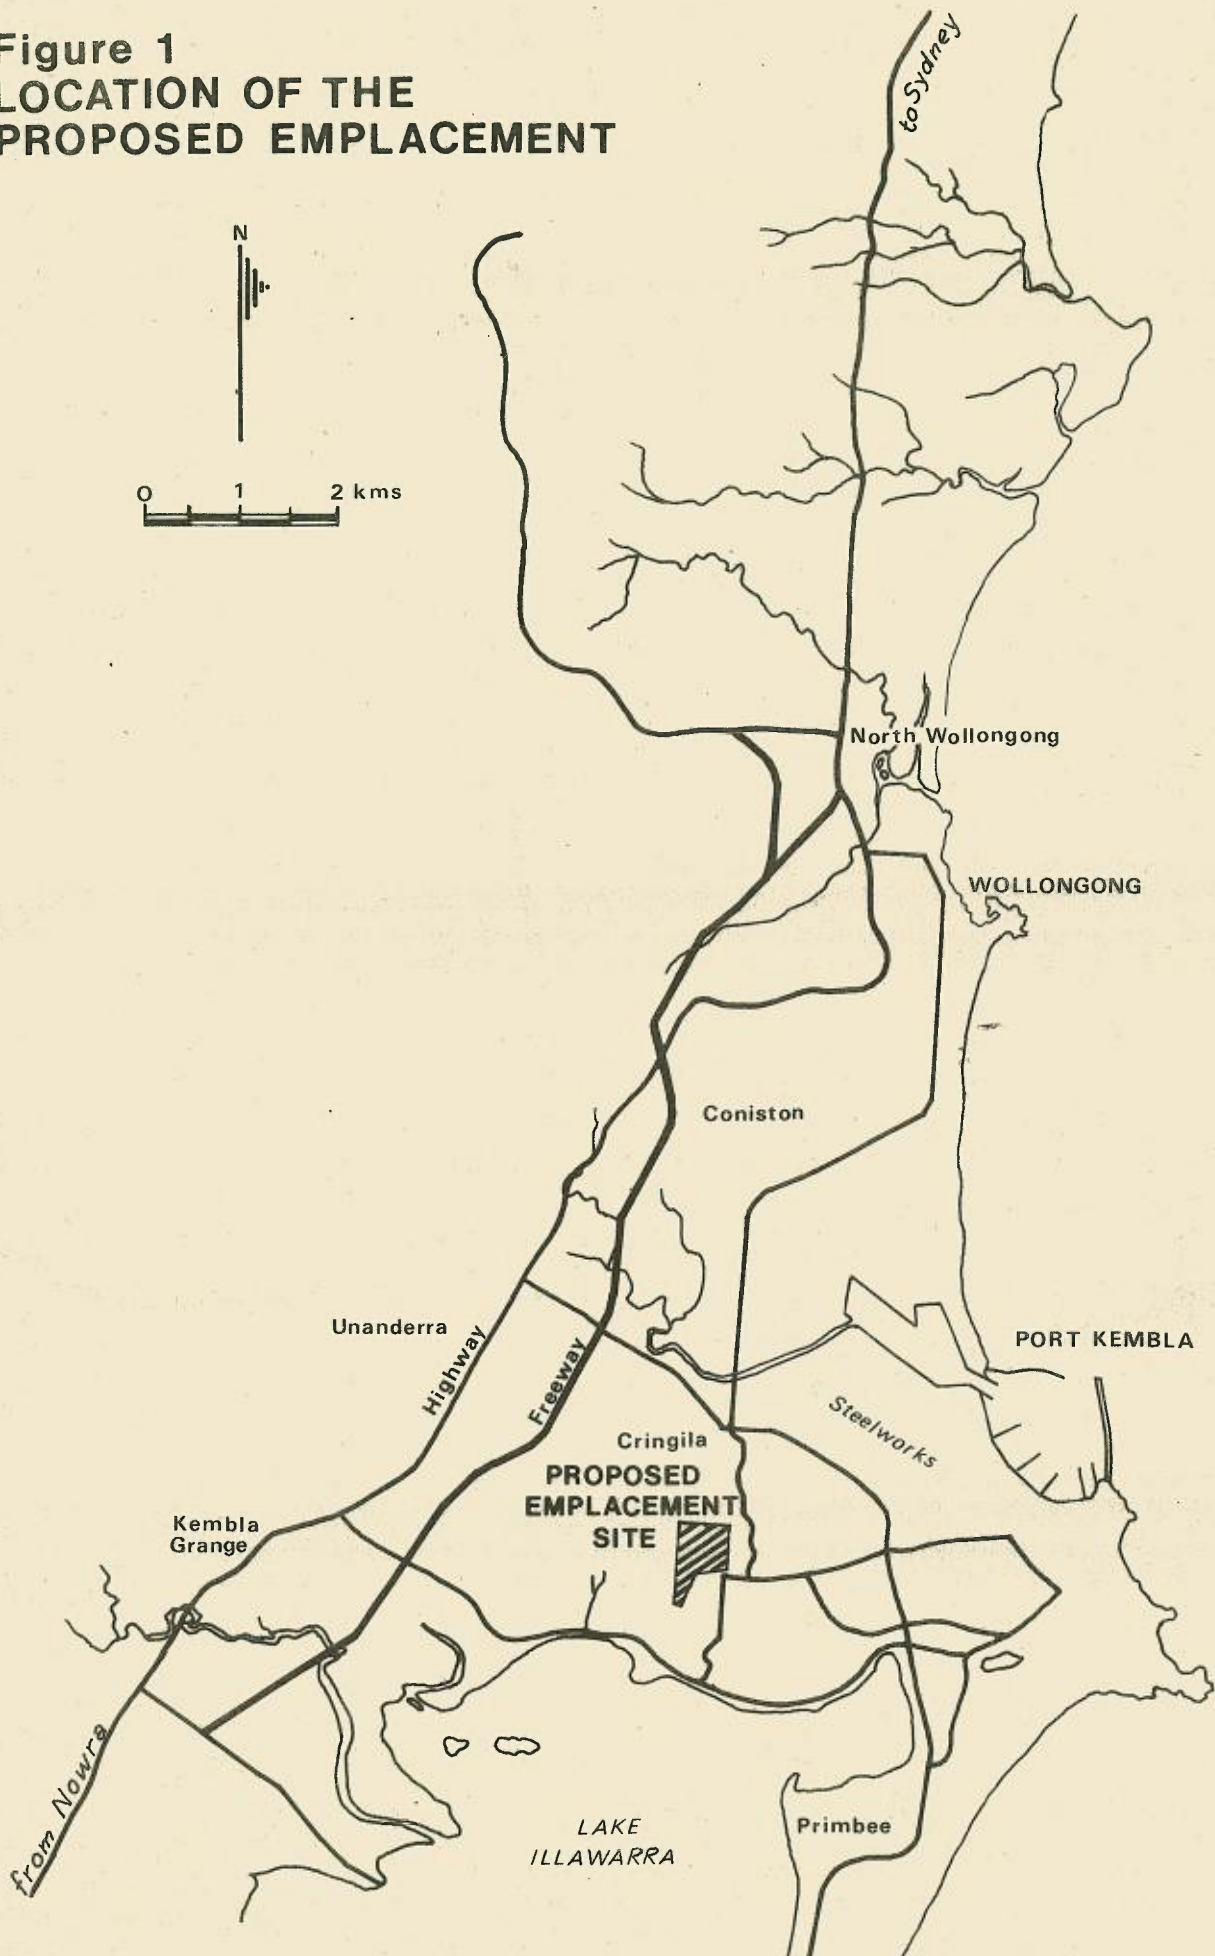 Figure 1
LOCATION OF THE
PROPOSED EMPLACEMENT
to Sydney
N
0 1 2 kms
North Wollongong
WOLLONGONG
Coniston
Unanderra
Highway
Freeway
PORT KEMBLA
Steelworks
Cringila
PROPOSED
EMPLACEMENT
SITE
Kembla
Grange
from Nowra
LAKE
ILLAWARRA
Primbee